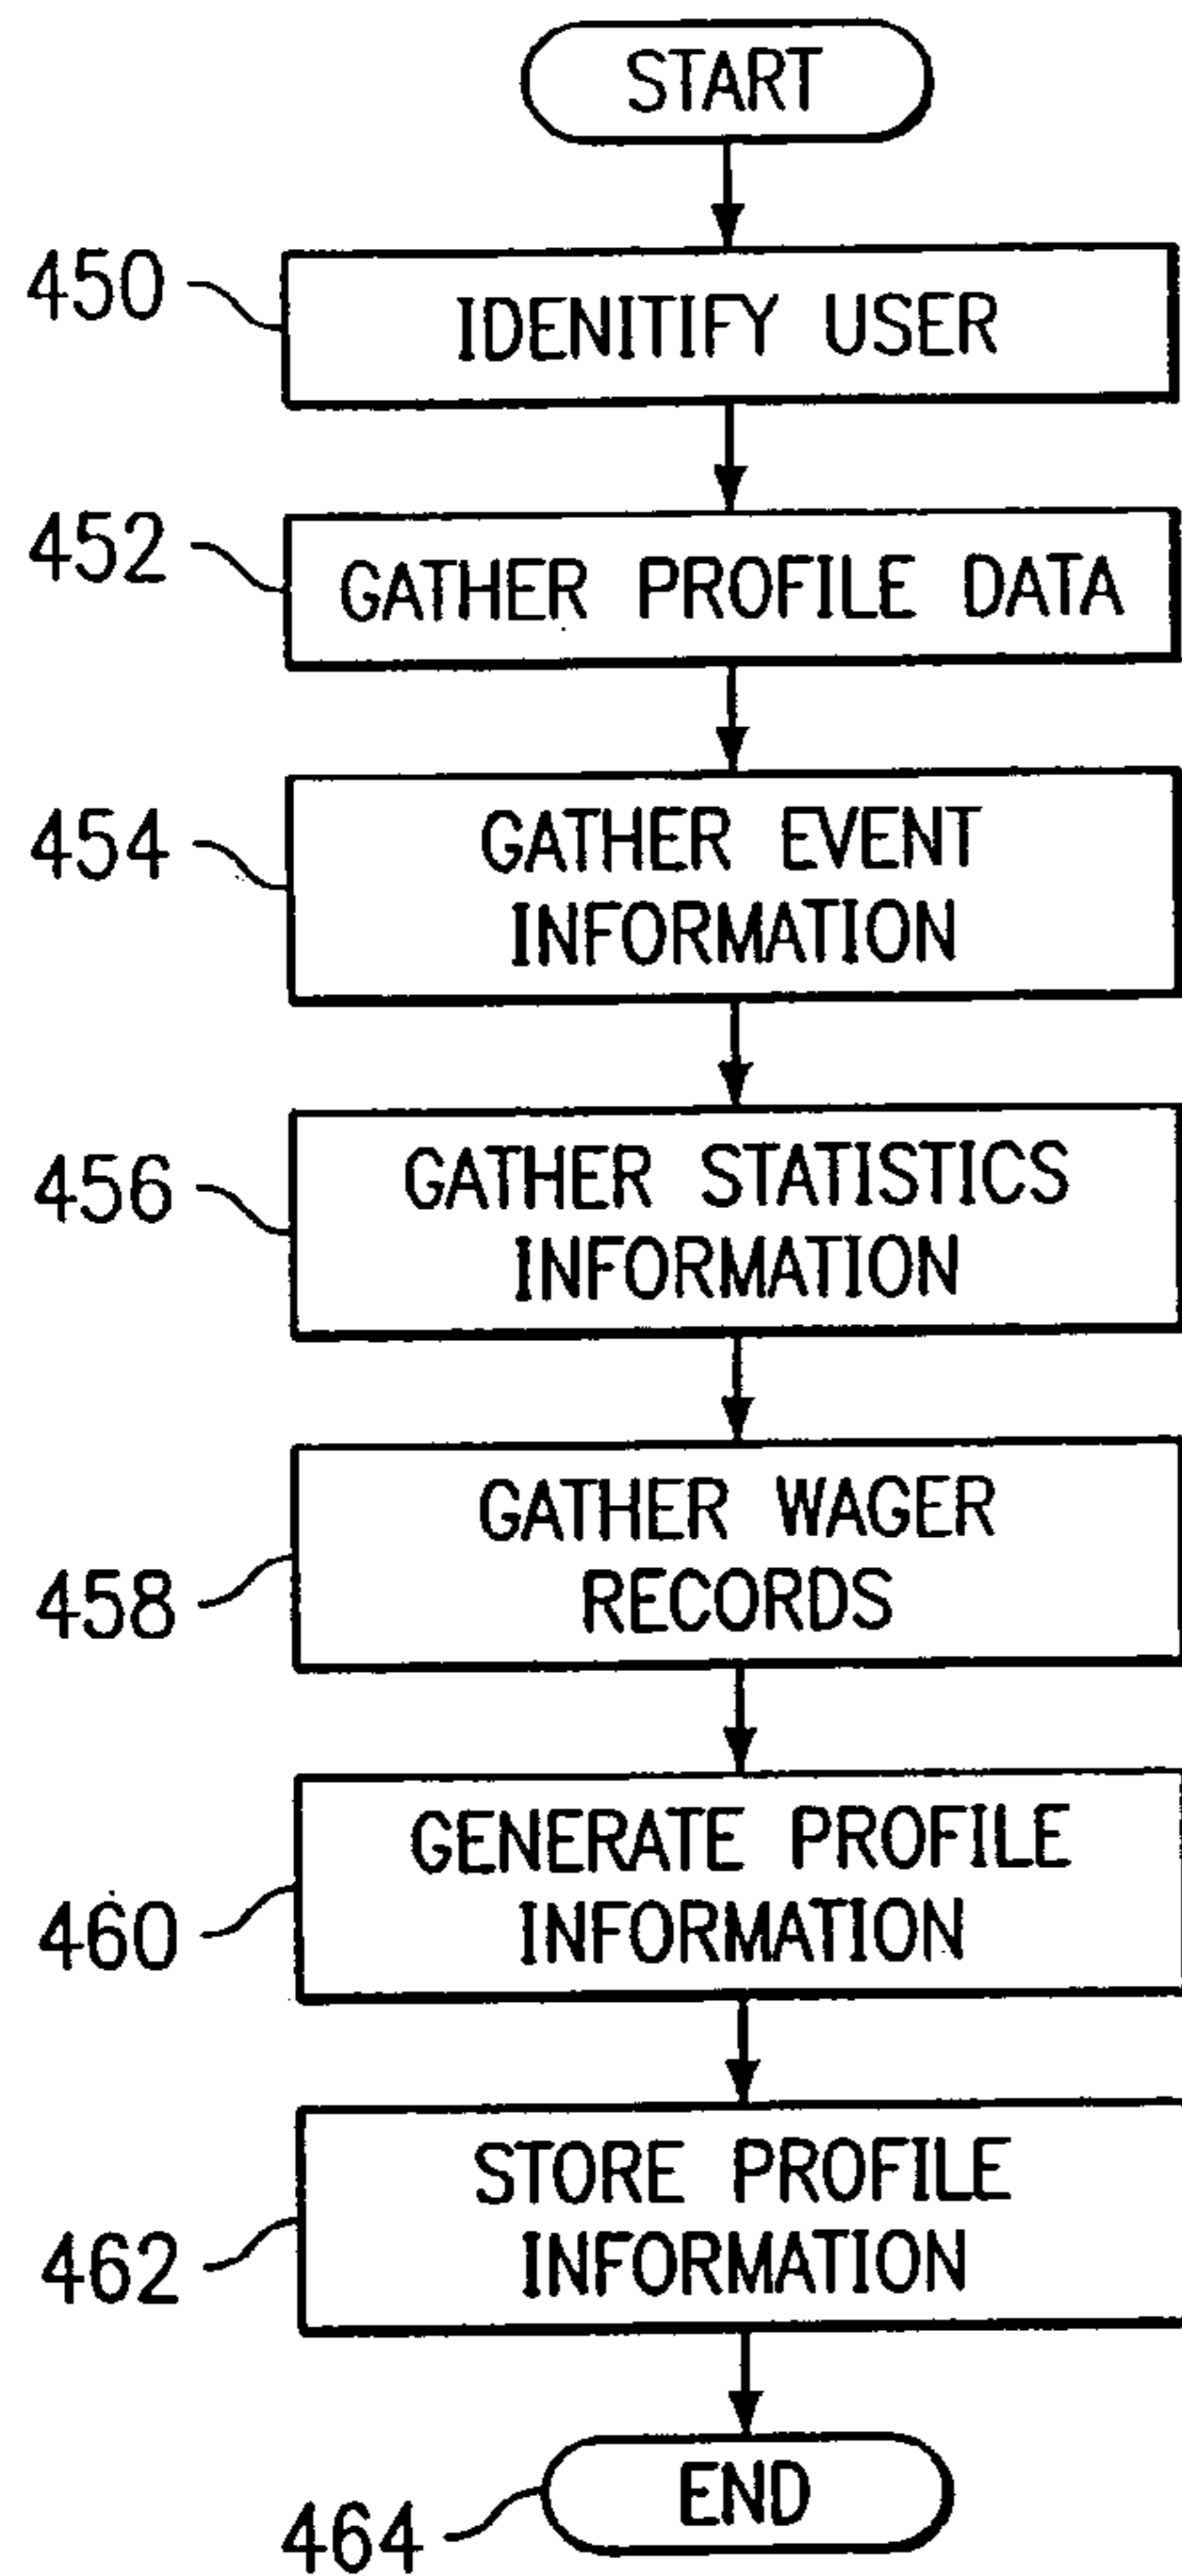 START
450
IDENITIFY USER
452
GATHER PROFILE DATA
454
GATHER EVENT
INFORMATION
456
GATHER STATISTICS
INFORMATION
458
GATHER WAGER
RECORDS
460
GENERATE PROFILE
INFORMATION
462
STORE PROFILE
INFORMATION
464
END